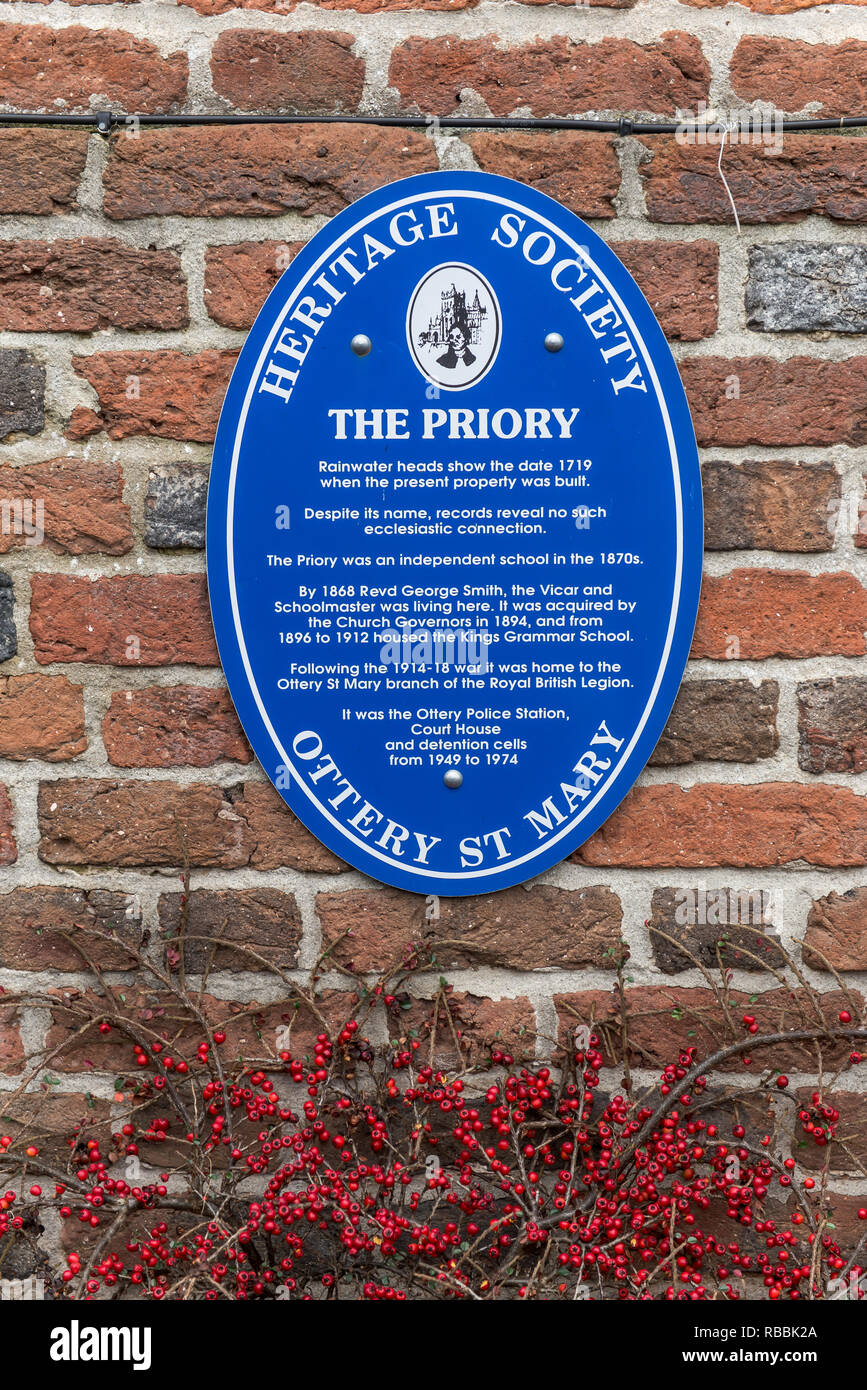 HERITAGE SOCIETY
THE PRIORY
Rainwater heads show the date 1719
when the present property was built.
Despite its name, records reveal no such
ecclesiastic connection.
The Priory was an independent school in the 1870s.
By 1868 Revd George Smith, the Vicar and
Schoolmaster was living here. It was acquired by
the Church Governors in 1894, and from
1896 to 1912 housed the Kings Grammar School.
Following the 1914-18 war it was home to the
Ottery St Mary branch of the Royal British Legion.
It was the Ottery Police Station,
Court House
and detention cells
from 1949 to 1974
OTTERY ST MARY
a alamy
a
alamy
Image ID: RBBK2A
www.alamy.com